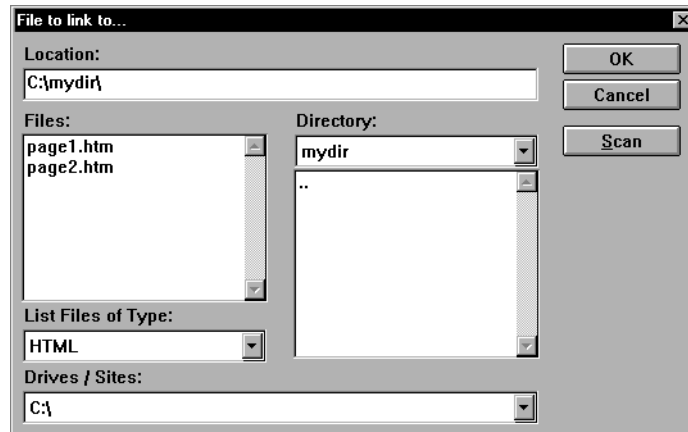 File to link to...
Location:
C:\mydir\
OK
Cancel
Scan
Files:
page1.htm
page2.htm
Directory:
mydir
..
List Files of Type:
HTML
Drives / Sites:
C:\